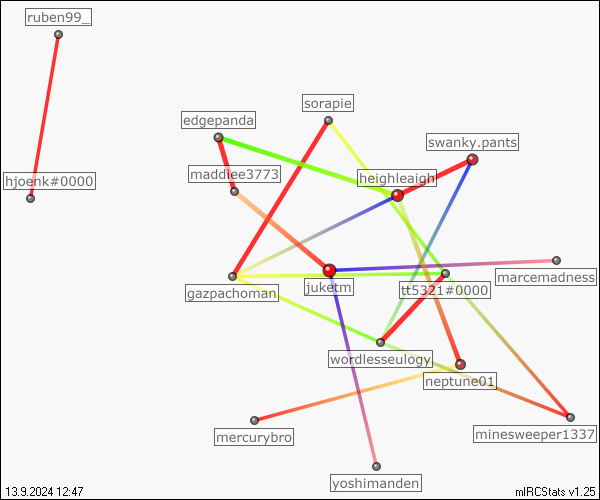 ruben99_
sorapie
edgepanda
swanky.pants
maddiee3773
heighleaigh
hjoenk#0000
marcemadness
gazpachoman
juketm
tt5321#0000
wordlesseulogy
neptune01
mercurybro
minesweeper1337
yoshimanden
13.9.2024 12:47
mIRCStats v1.25